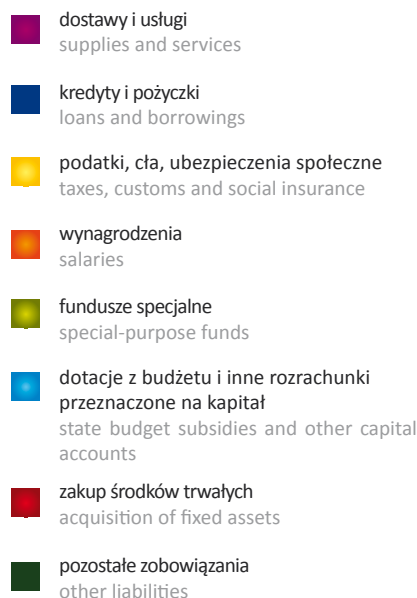 dostawy i usługi
supplies and services
kredyty i pożyczki
loans and borrowings
podatki, cła, ubezpieczenia społeczne
taxes, customs and social insurance
wynagrodzenia
salaries
fundusze specjalne
special-purpose funds
dotacje z budżetu i inne rozrachunki
przeznaczone na kapitał
state budget subsidies and other capital
accounts
zakup środków trwałych
acquisition of fixed assets
pozostałe zobowiązania
other liabilities